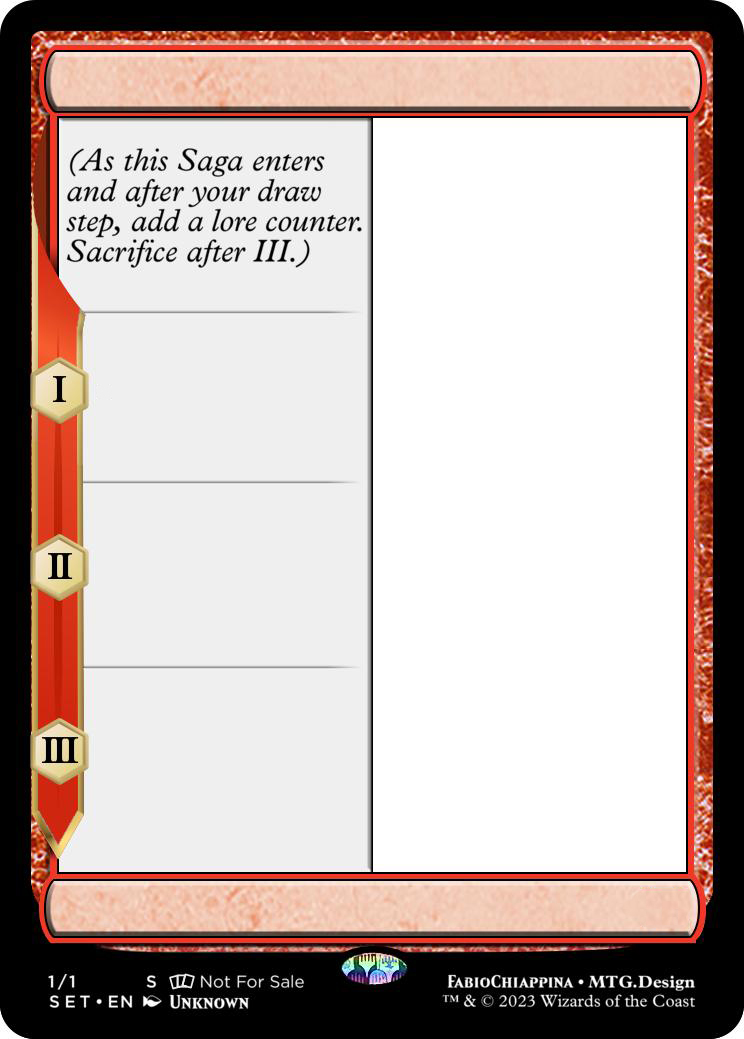 (As this Saga enters
and after your draw
step, add a lore counter.
Sacrifice after III.)
I
II
III
1/1 S Not For Sale
SET • EN UNKNOWN
FABIOCHIAPPINA • MTG.DESIGN
™ & © 2023 Wizards of the Coast